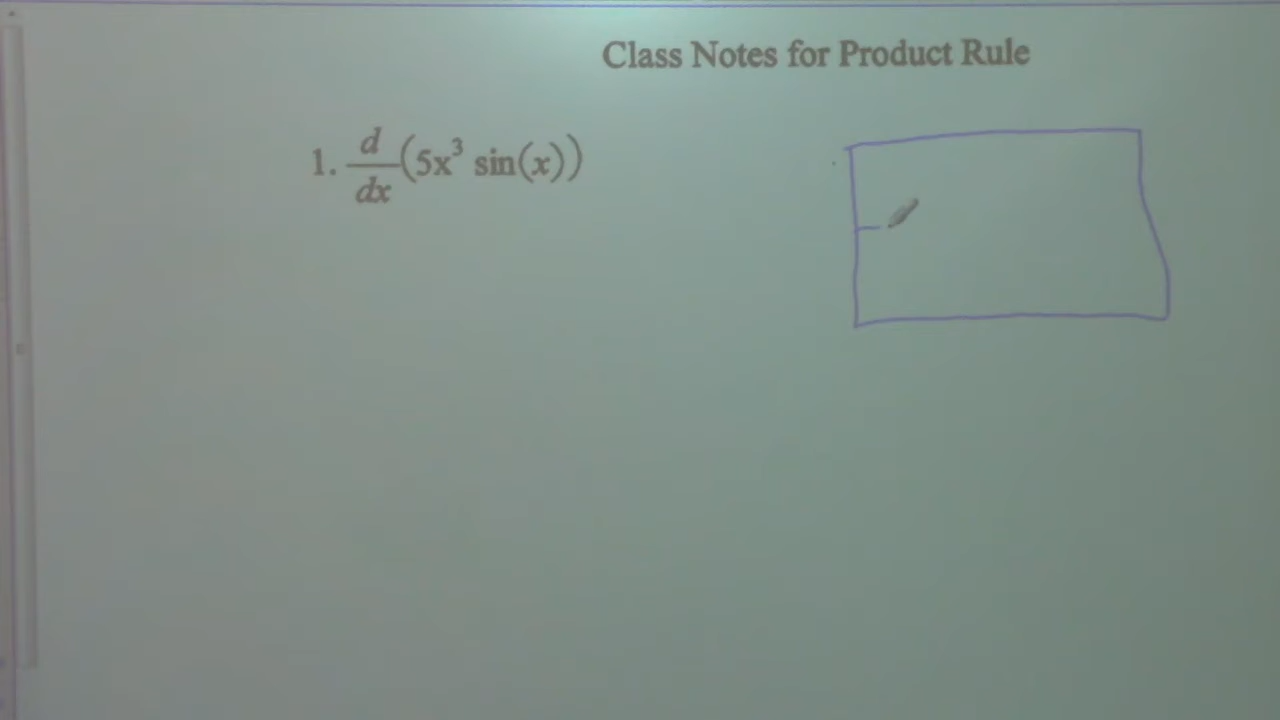 Class Notes for Product Rule
1. d/dx (5x³ sin(x))